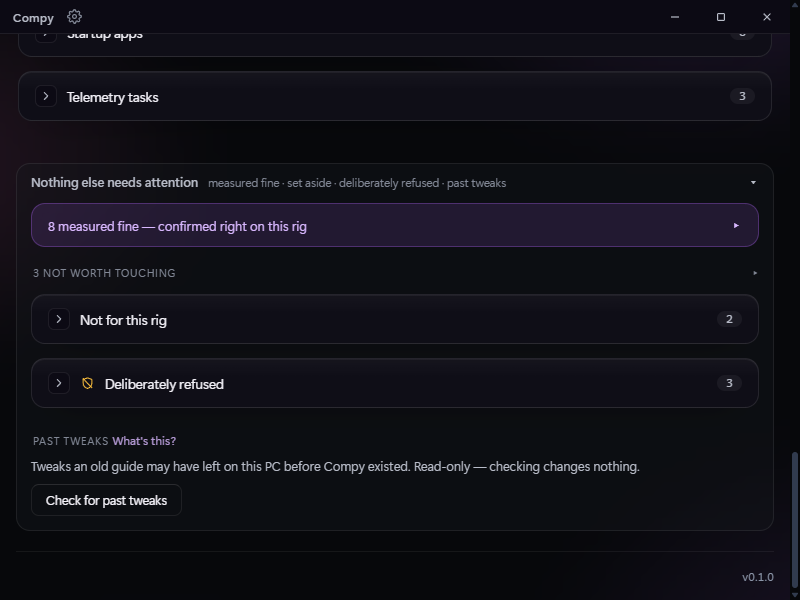 Compy
Startup apps
Telemetry tasks 3
Nothing else needs attention measured fine · set aside · deliberately refused · past tweaks
8 measured fine — confirmed right on this rig
3 NOT WORTH TOUCHING
Not for this rig 2
Deliberately refused 3
PAST TWEAKS What's this?
Tweaks an old guide may have left on this PC before Compy existed. Read-only — checking changes nothing.
Check for past tweaks
v0.1.0